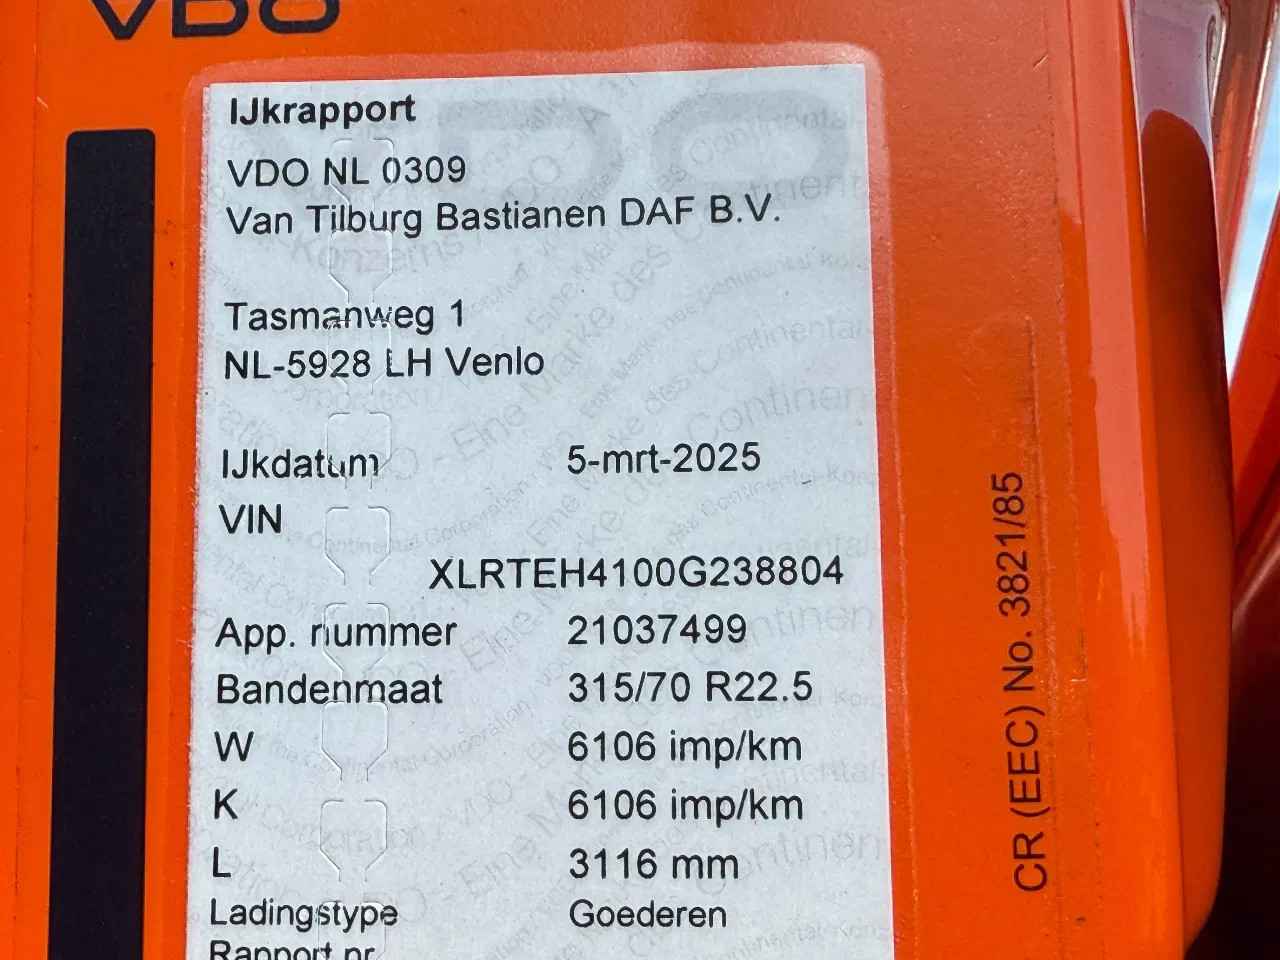 VDO
IJkrapport
VDO NL 0309
Van Tilburg Bastianen DAF B.V.
Tasmanweg 1
NL-5928 LH Venlo
IJkdatum 5-mrt-2025
VIN
XLRTEH4100G238804
App. nummer 21037499
Bandenmaat 315/70 R22.5
W 6106 imp/km
K 6106 imp/km
L 3116 mm
Ladingstype Goederen
Rapport nr
CR (EEC) No. 3821/85